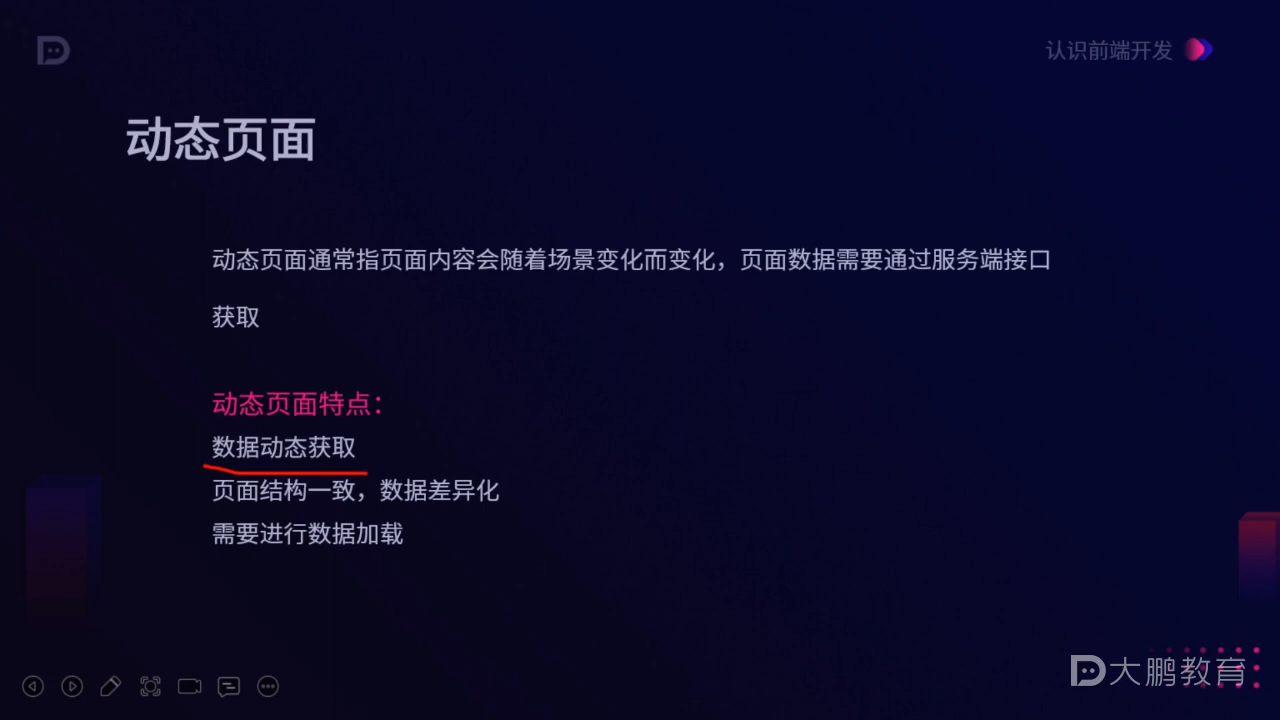 认识前端开发
动态页面
动态页面通常指页面内容会随着场景变化而变化，页面数据需要通过服务端接口
获取
动态页面特点：
数据动态获取
页面结构一致，数据差异化
需要进行数据加载
大鹏教育